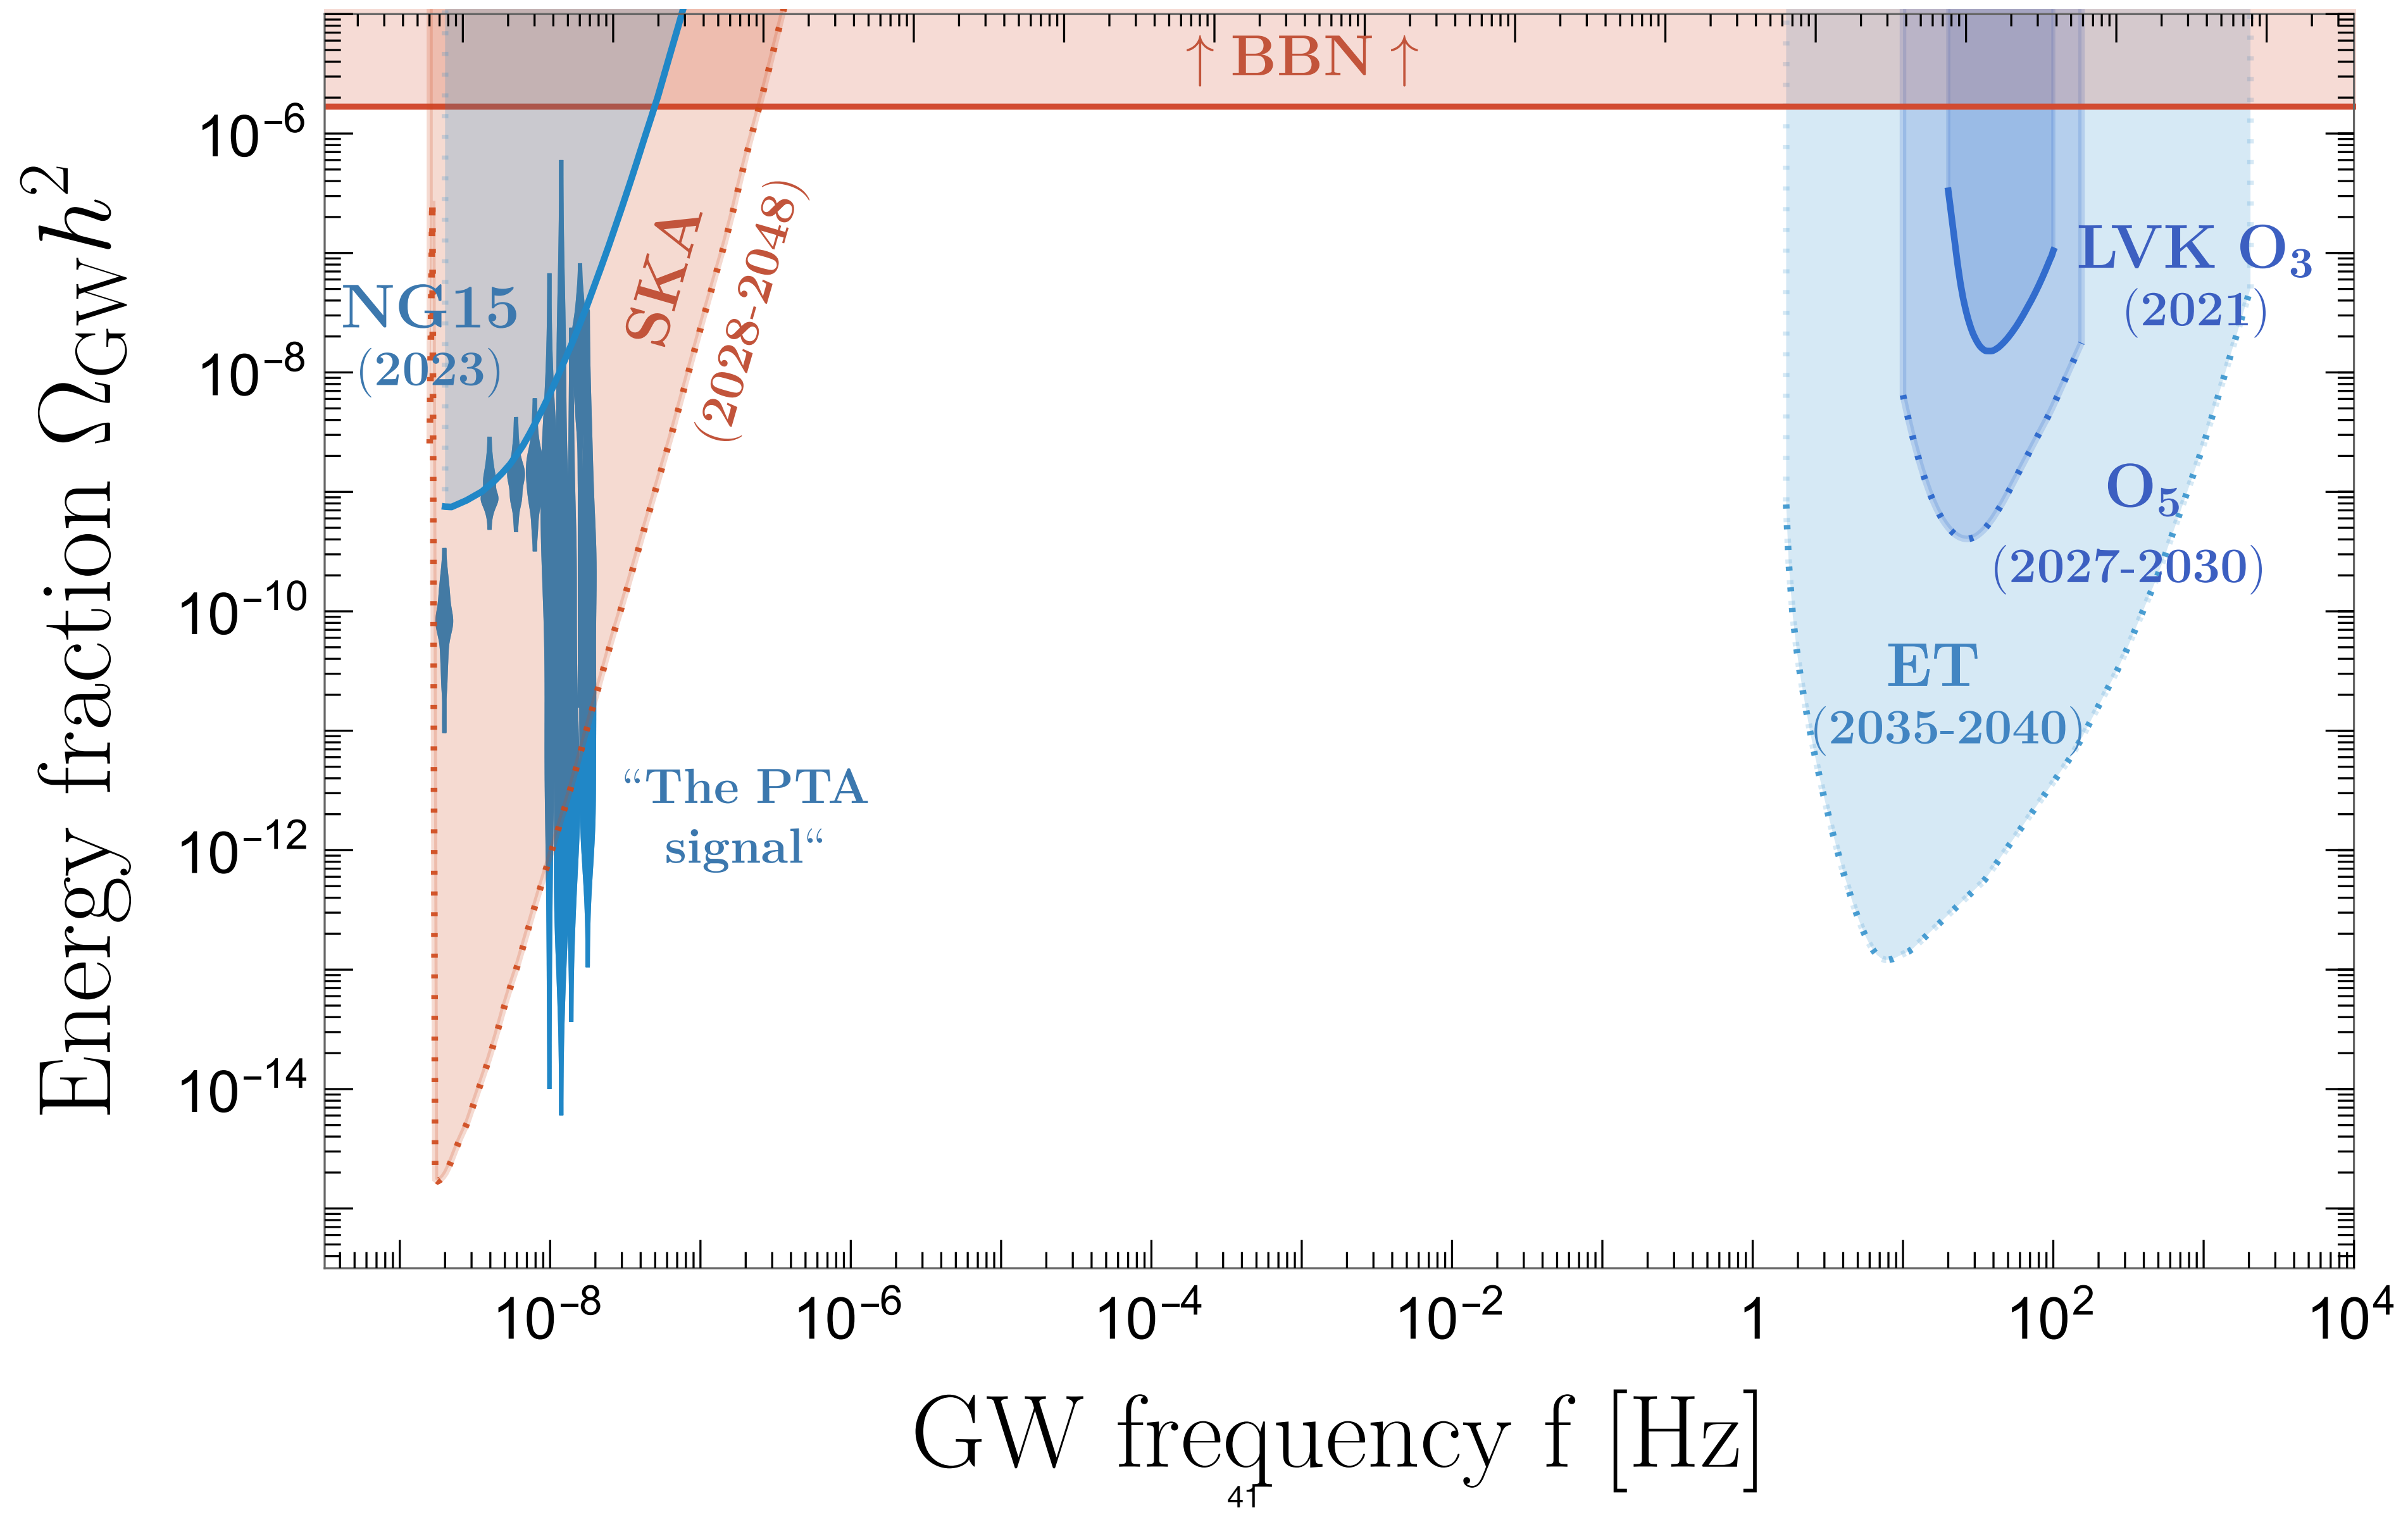 Energy fraction Ω_GW h²
10⁻⁶
10⁻⁸
10⁻¹⁰
10⁻¹²
10⁻¹⁴
↑ BBN ↑
NG15
(2023)
SKA
(2028-2048)
“The PTA
signal“
LVK O₃
(2021)
O₅
(2027-2030)
ET
(2035-2040)
10⁻⁸ 10⁻⁶ 10⁻⁴ 10⁻² 1 10² 10⁴
GW frequency f [Hz]
41